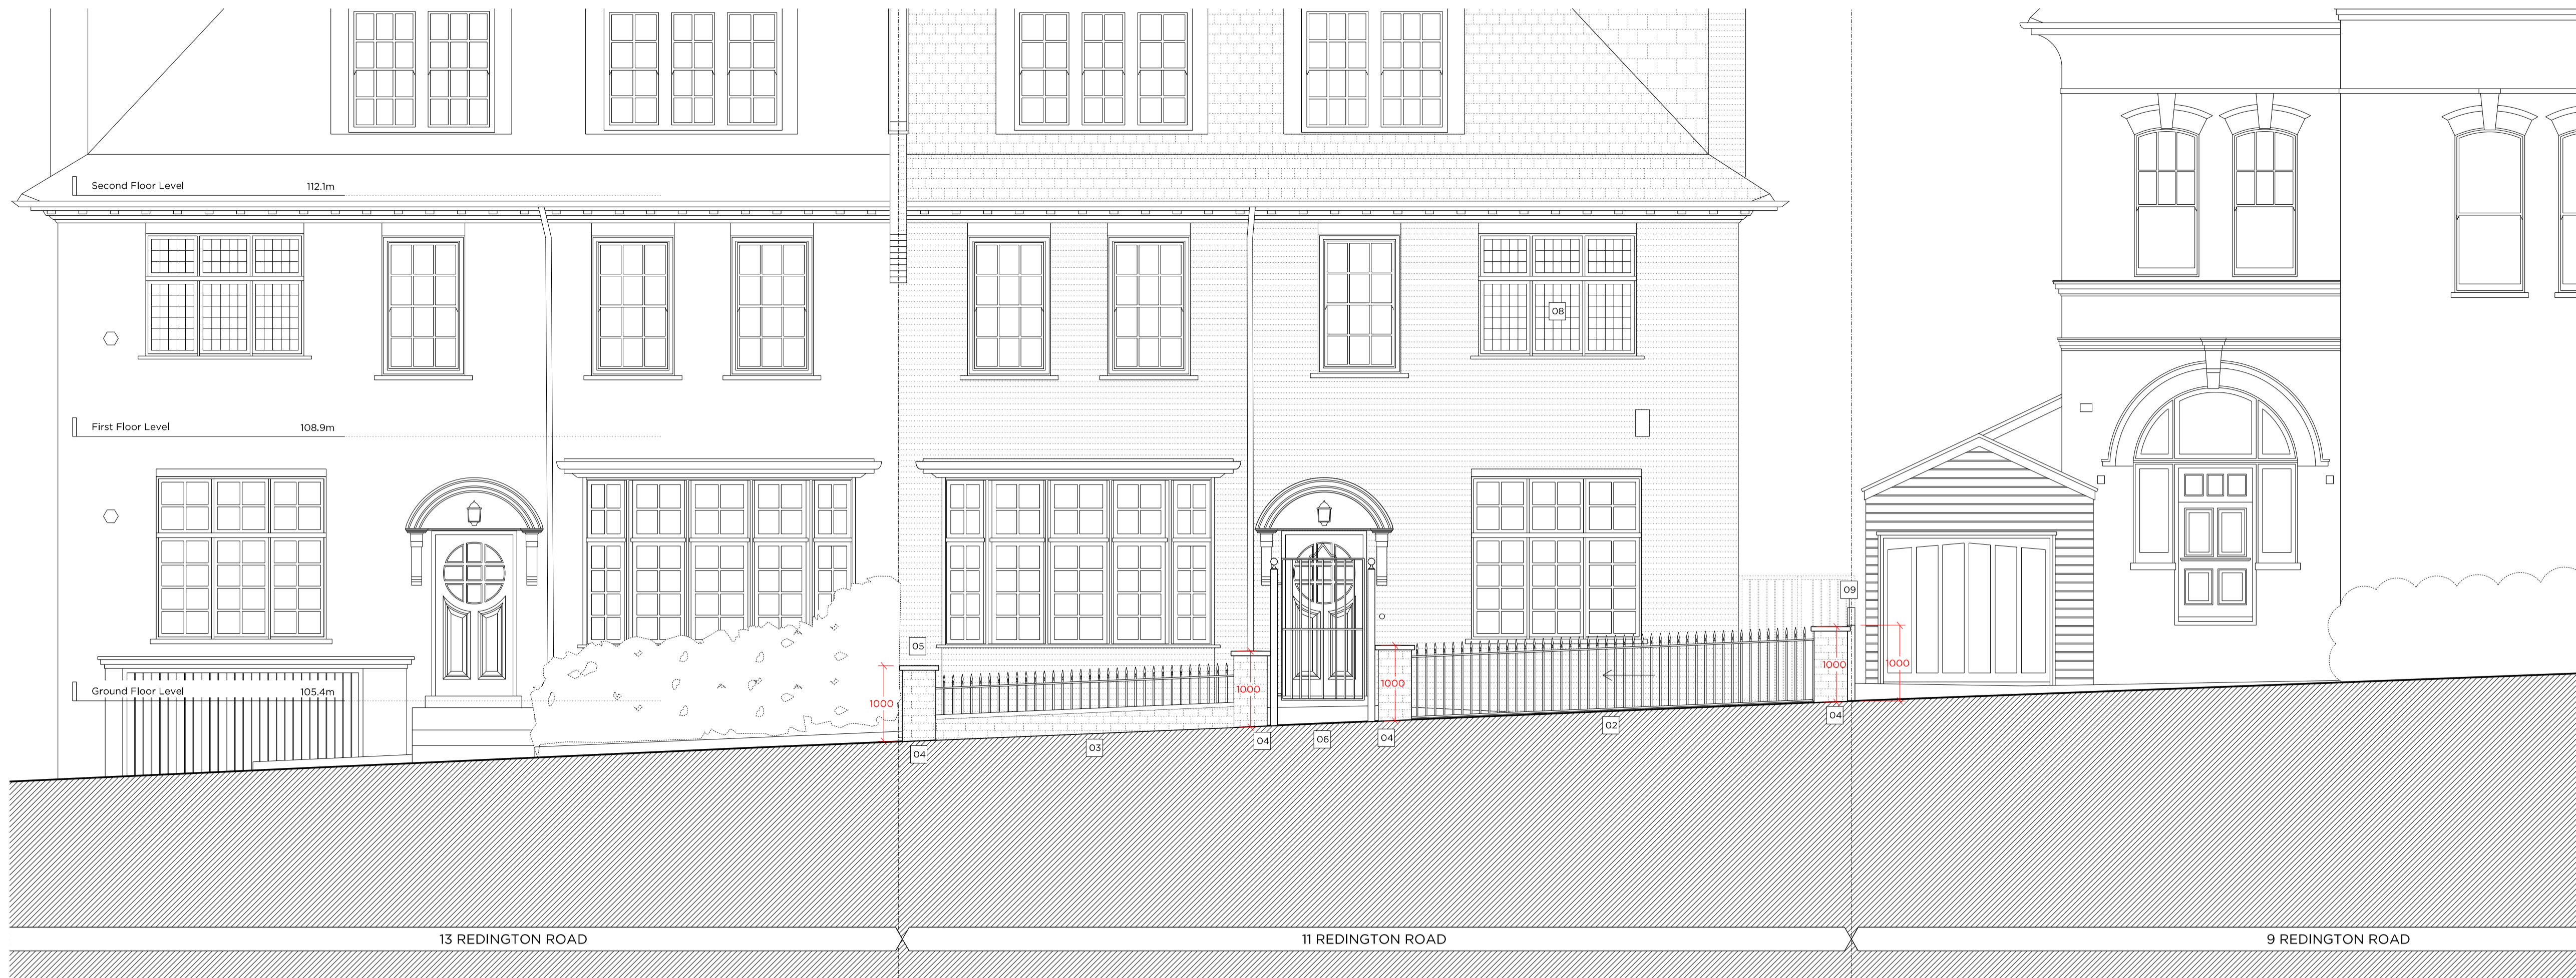 Second Floor Level 112.1m
08
First Floor Level 108.9m
09
05
1000
1000
Ground Floor Level 105.4m
1000
1000
1000
04
02
06
04
04
03
04
13 REDINGTON ROAD
11 REDINGTON ROAD
9 REDINGTON ROAD